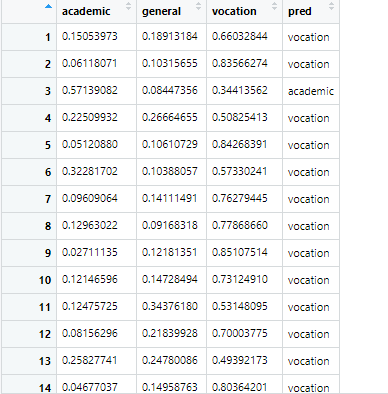 academic general vocation pred
1 0.15053973 0.18913184 0.66032844 vocation
2 0.06118071 0.10315655 0.83566274 vocation
3 0.57139082 0.08447356 0.34413562 academic
4 0.22509932 0.26664655 0.50825413 vocation
5 0.05120880 0.10610729 0.84268391 vocation
6 0.32281702 0.10388057 0.57330241 vocation
7 0.09609064 0.14111491 0.76279445 vocation
8 0.12963022 0.09168318 0.77868660 vocation
9 0.02711135 0.12181351 0.85107514 vocation
10 0.12146596 0.14728494 0.73124910 vocation
11 0.12475725 0.34376180 0.53148095 vocation
12 0.08156296 0.21839928 0.70003775 vocation
13 0.25827741 0.24780086 0.49392173 vocation
14 0.04677037 0.14958763 0.80364201 vocation